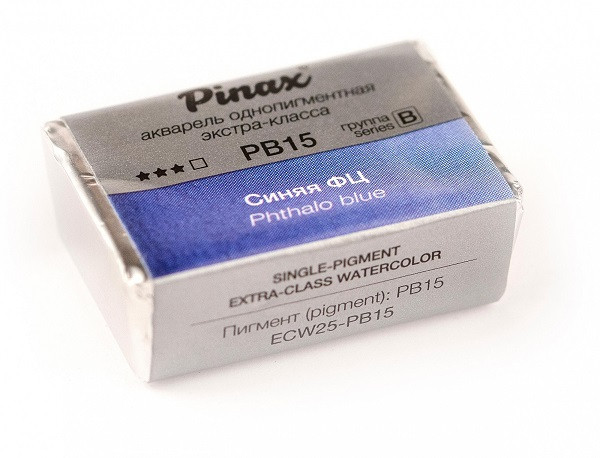 Pinax™
акварель однопигментная
экстра-класса
★★★☐
PB15
группа
series B
Синяя ФЦ
Phthalo blue
SINGLE-PIGMENT
EXTRA-CLASS WATERCOLOR
Пигмент (pigment): PB15
ECW25-PB15